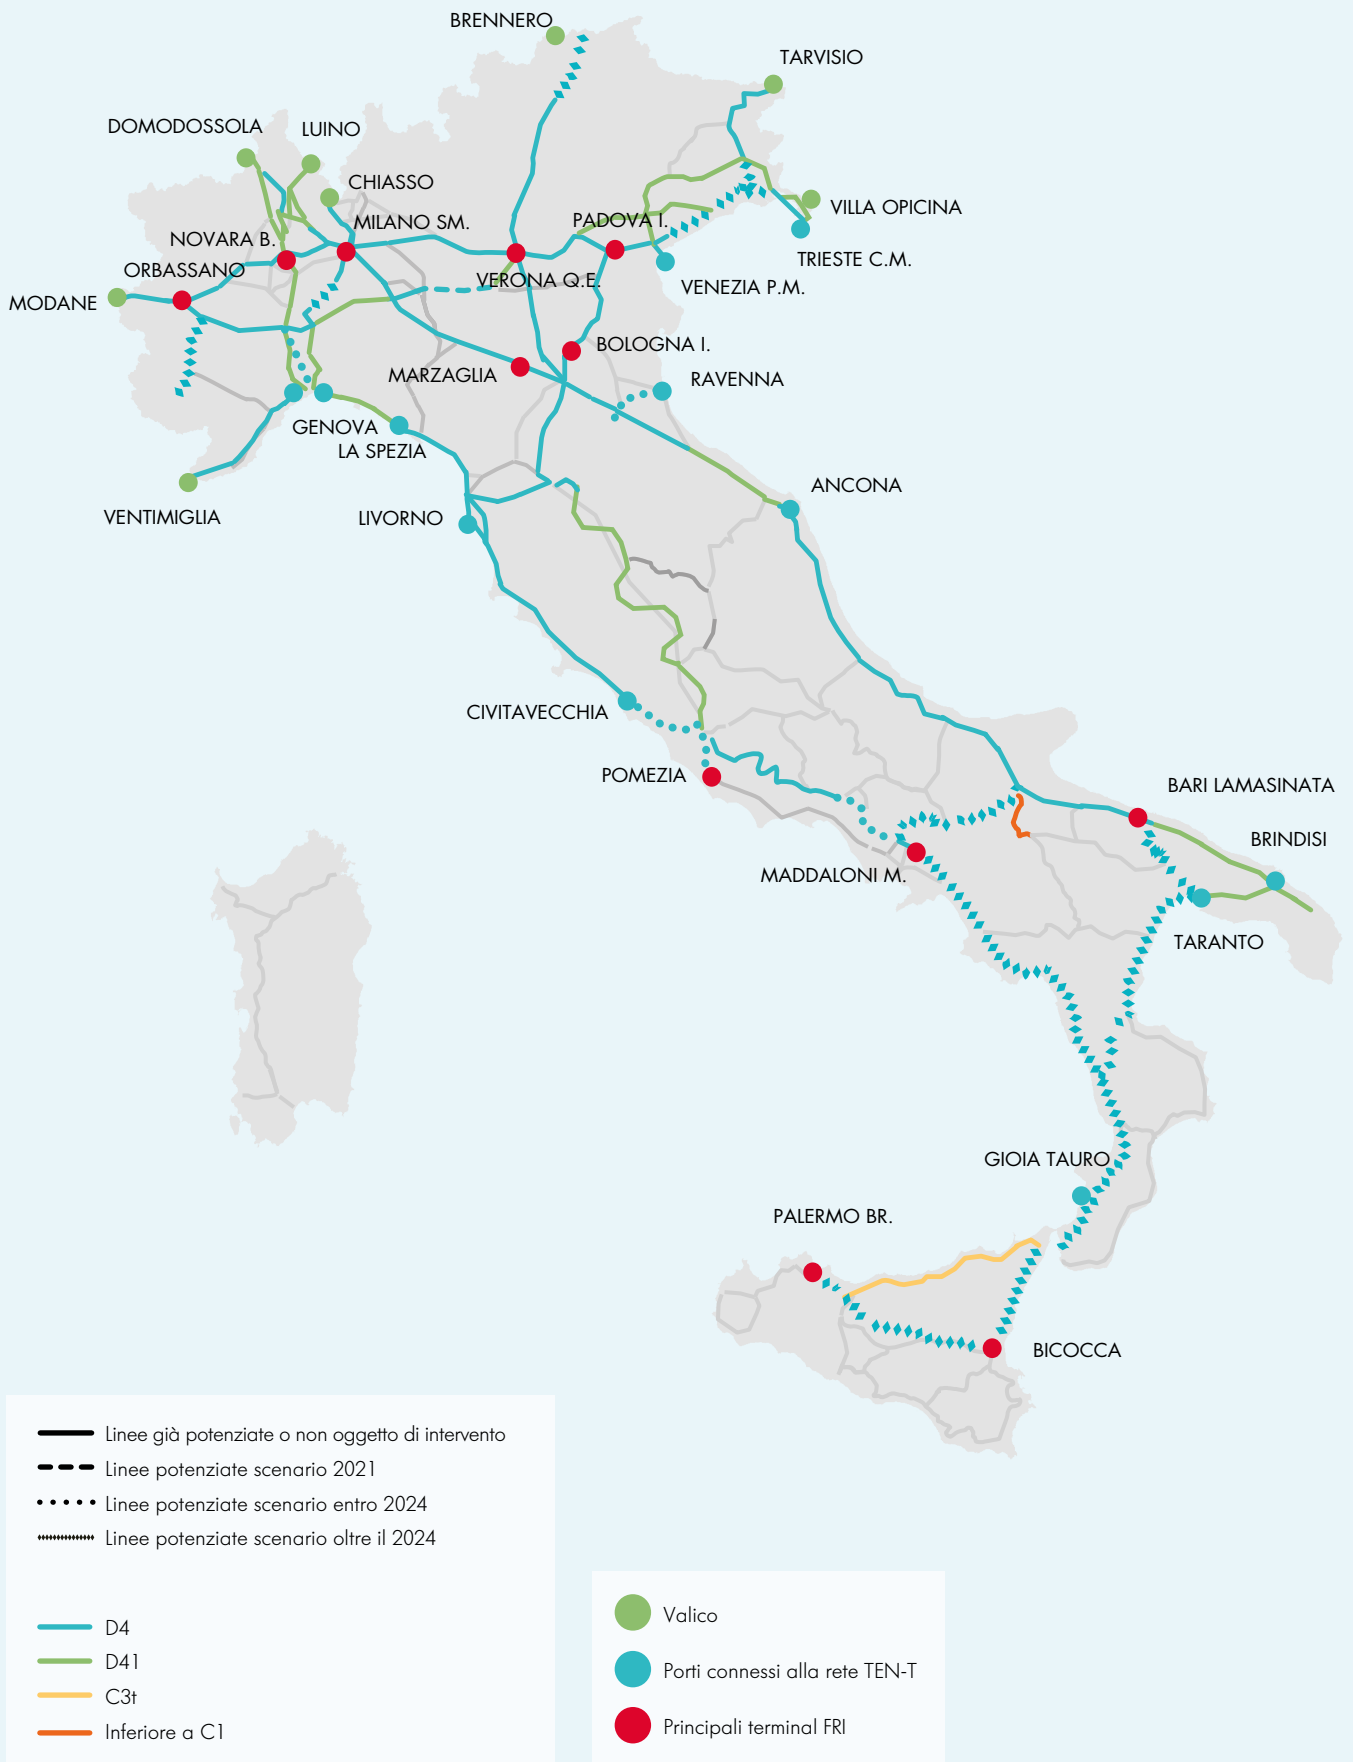 BRENNERO
TARVISIO
DOMODOSSOLA
LUINO
CHIASSO
MILANO SM.
PADOVA I.
VILLA OPICINA
NOVARA B.
ORBASSANO
TRIESTE C.M.
VERONA Q.E.
VENEZIA P.M.
MODANE
BOLOGNA I.
MARZAGLIA
RAVENNA
GENOVA
LA SPEZIA
ANCONA
VENTIMIGLIA
LIVORNO
CIVITAVECCHIA
POMEZIA
BARI LAMASINATA
BRINDISI
MADDALONI M.
TARANTO
GIOIA TAURO
PALERMO BR.
BICOCCA
Linee già potenziate o non oggetto di intervento
Linee potenziate scenario 2021
Linee potenziate scenario entro 2024
Linee potenziate scenario oltre il 2024
D4
D41
C3t
Inferiore a C1
Valico
Porti connessi alla rete TEN-T
Principali terminal FRI